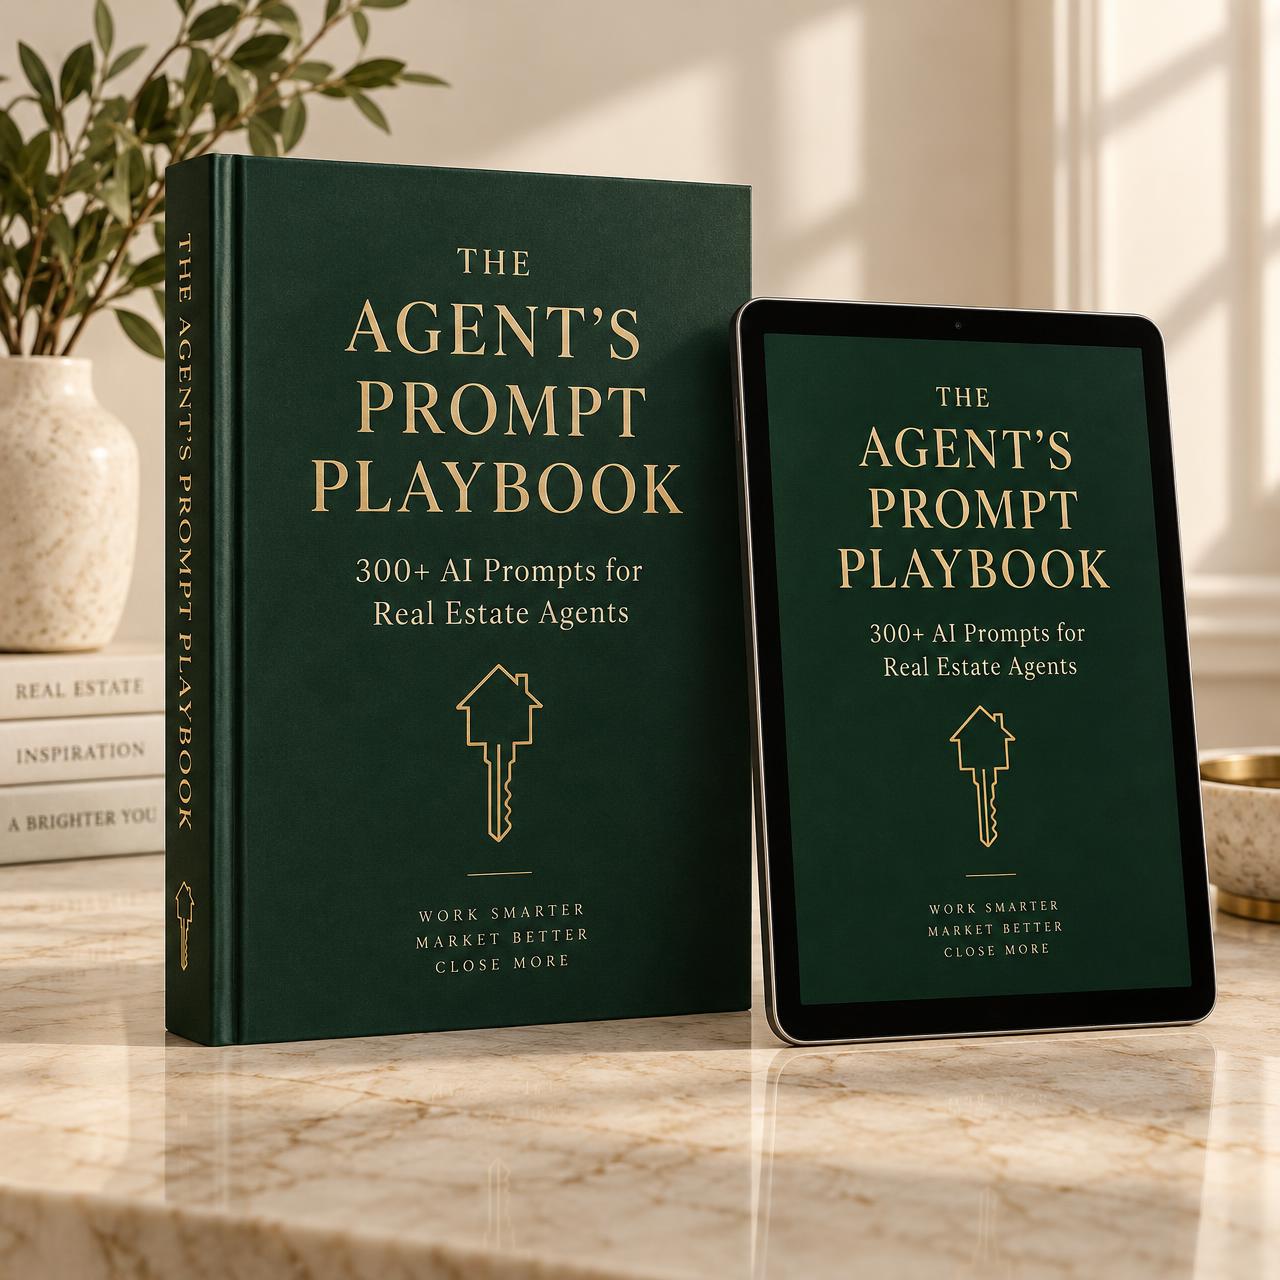 THE AGENT'S PROMPT PLAYBOOK
THE
AGENT'S
PROMPT
PLAYBOOK
300+ AI Prompts for
Real Estate Agents
WORK SMARTER
MARKET BETTER
CLOSE MORE
THE
AGENT'S
PROMPT
PLAYBOOK
300+ AI Prompts for
Real Estate Agents
WORK SMARTER
MARKET BETTER
CLOSE MORE
REAL ESTATE
INSPIRATION
A BRIGHTER YOU